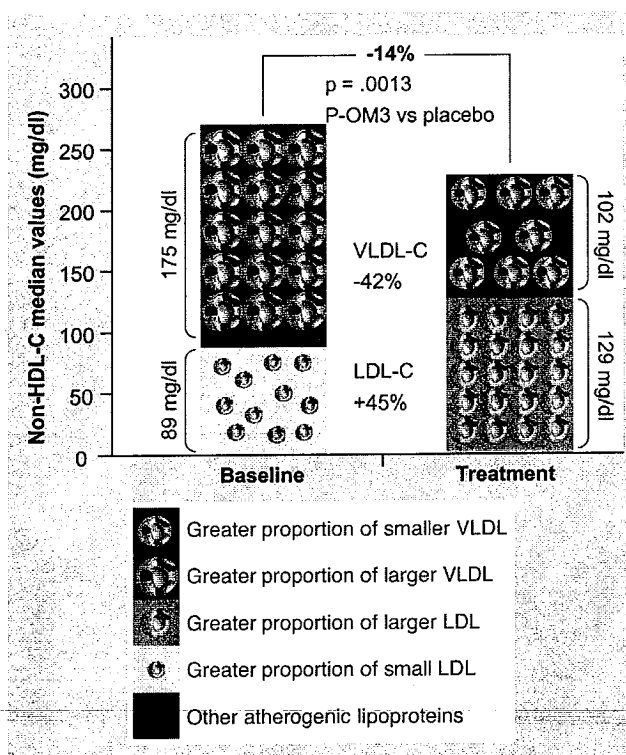 -14%
p = .0013
P-OM3 vs placebo
Non-HDL-C median values (mg/dl)
300
250
200
150
100
50
0
175 mg/dl
89 mg/dl
VLDL-C
-42%
LDL-C
+45%
102 mg/dl
129 mg/dl
Baseline
Treatment
Greater proportion of smaller VLDL
Greater proportion of larger VLDL
Greater proportion of larger LDL
Greater proportion of small LDL
Other atherogenic lipoproteins